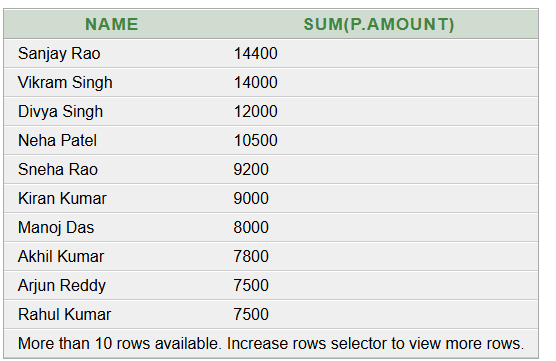 NAME SUM(P.AMOUNT)
Sanjay Rao 14400
Vikram Singh 14000
Divya Singh 12000
Neha Patel 10500
Sneha Rao 9200
Kiran Kumar 9000
Manoj Das 8000
Akhil Kumar 7800
Arjun Reddy 7500
Rahul Kumar 7500
More than 10 rows available. Increase rows selector to view more rows.